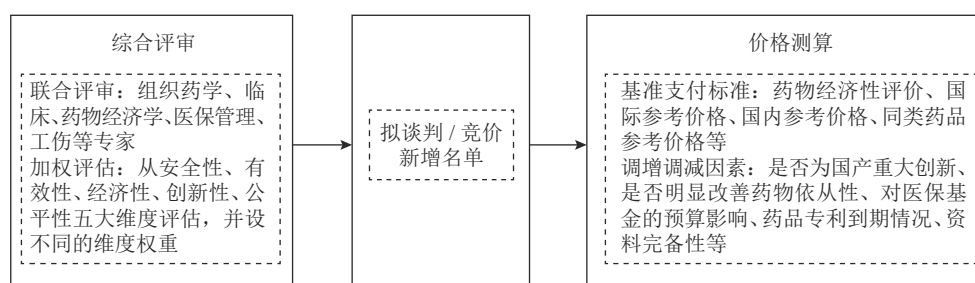 综合评审
联合评审：组织药学、临
床、药物经济学、医保管理、
工伤等专家
加权评估：从安全性、有
效性、经济性、创新性、公
平性五大维度评估，并设
不同的维度权重
拟谈判 / 竞价
新增名单
价格测算
基准支付标准：药物经济性评价、国
际参考价格、国内参考价格、同类药品
参考价格等
调增调减因素：是否为国产重大创新、
是否明显改善药物依从性、对医保基
金的预算影响、药品专利到期情况、资
料完备性等